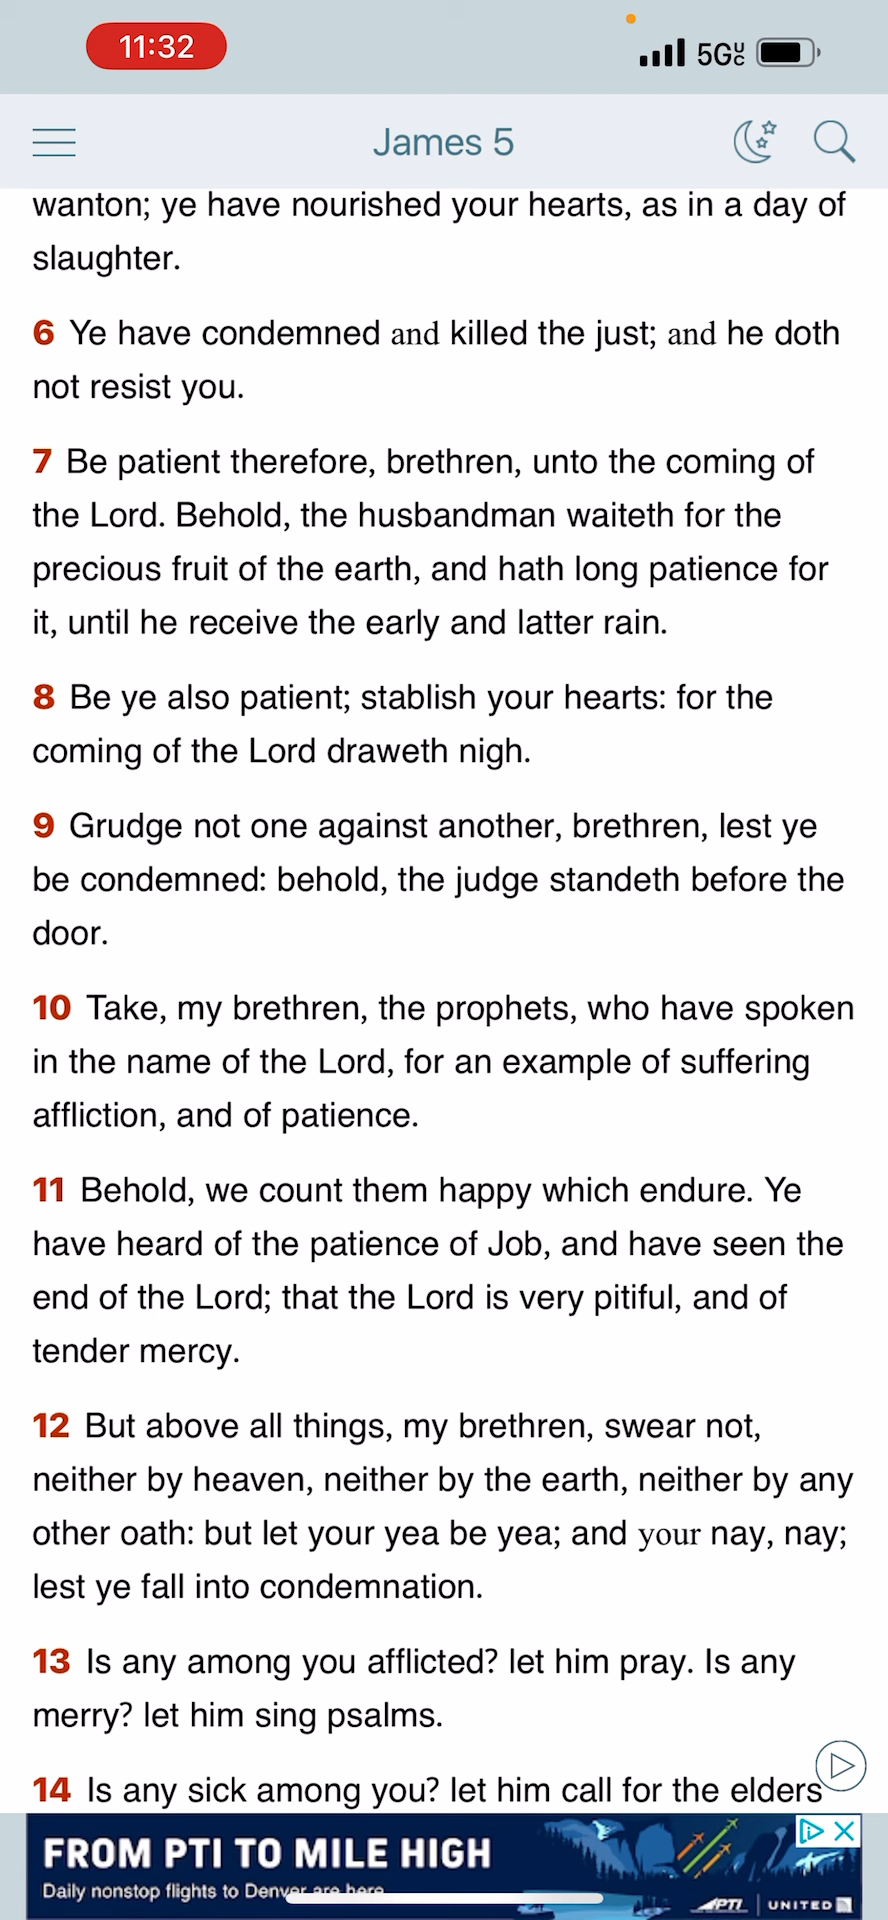 11:32
5G UC
James 5
wanton; ye have nourished your hearts, as in a day of
slaughter.
6 Ye have condemned and killed the just; and he doth
not resist you.
7 Be patient therefore, brethren, unto the coming of
the Lord. Behold, the husbandman waiteth for the
precious fruit of the earth, and hath long patience for
it, until he receive the early and latter rain.
8 Be ye also patient; stablish your hearts: for the
coming of the Lord draweth nigh.
9 Grudge not one against another, brethren, lest ye
be condemned: behold, the judge standeth before the
door.
10 Take, my brethren, the prophets, who have spoken
in the name of the Lord, for an example of suffering
affliction, and of patience.
11 Behold, we count them happy which endure. Ye
have heard of the patience of Job, and have seen the
end of the Lord; that the Lord is very pitiful, and of
tender mercy.
12 But above all things, my brethren, swear not,
neither by heaven, neither by the earth, neither by any
other oath: but let your yea be yea; and your nay, nay;
lest ye fall into condemnation.
13 Is any among you afflicted? let him pray. Is any
merry? let him sing psalms.
14 Is any sick among you? let him call for the elders
FROM PTI TO MILE HIGH
Daily nonstop flights to Denver are here
PTI UNITED